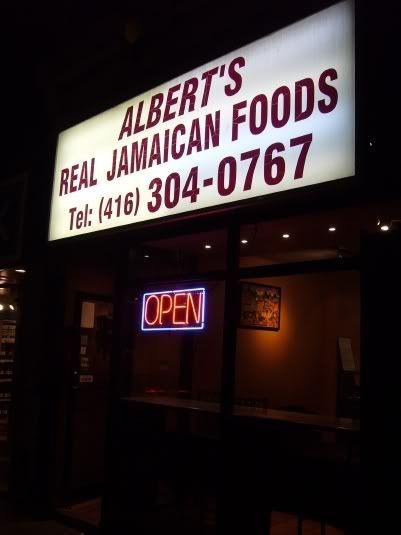 ALBERT'S
REAL JAMAICAN FOODS
Tel: (416) 304-0767
OPEN